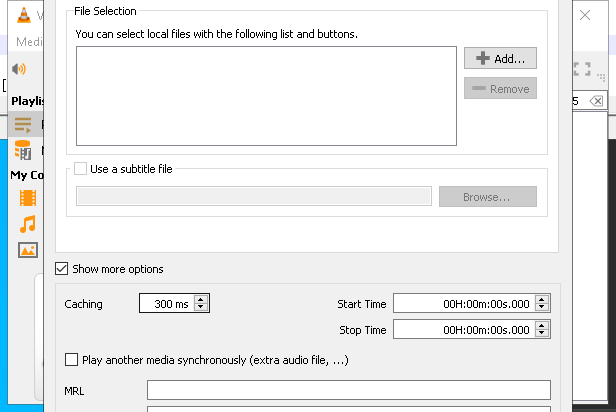 File Selection
You can select local files with the following list and buttons.
Add...
Remove
Use a subtitle file
Browse...
Show more options
Caching
300 ms
Start Time
00H:00m:00s.000
Stop Time
00H:00m:00s.000
Play another media synchronously (extra audio file, ...)
MRL
V
Medi
Playlis
My Co
5